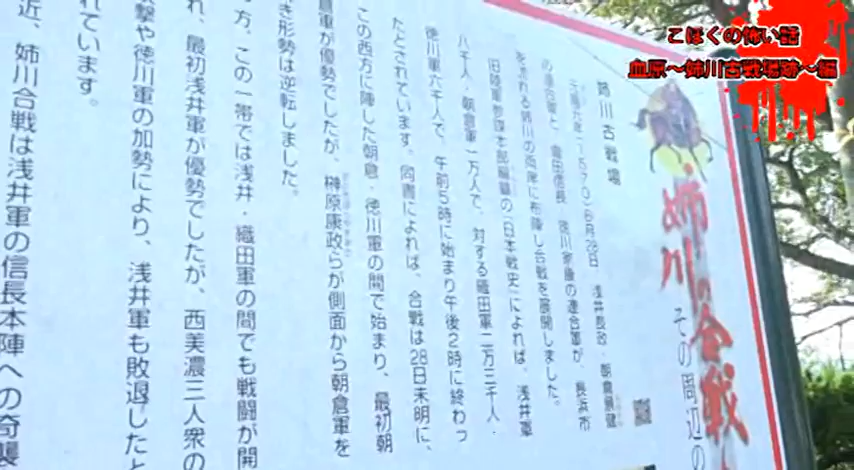 こはくの怖い話
血原～姉川古戦場跡～編
姉川の合戦
その周辺の
姉川古戦場
元亀元年(1570)6月28日、浅井長政・朝倉景健
の連合軍と、織田信長・徳川家康の連合軍が、長浜市
を流れる姉川の両岸に布陣し合戦を展開しました。
旧陸軍参謀本部編纂の『日本戦史』によれば、浅井軍
八千人・朝倉軍一万人で、対する織田軍二万三千人・
徳川軍六千人で、午前5時に始まり午後2時に終わっ
たとされています。同書によれば、合戦は28日未明に、
この西方に陣した朝倉・徳川軍の間で始まり、最初朝
倉軍が優勢でしたが、榊原康政らが側面から朝倉軍を
き形勢は逆転しました。
方、この一帯では浅井・織田軍の間でも戦闘が開
れ、最初浅井軍が優勢でしたが、西美濃三人衆の
撃や徳川軍の加勢により、浅井軍も敗退したと
れています。
近、姉川合戦は浅井軍の信長本陣への奇襲